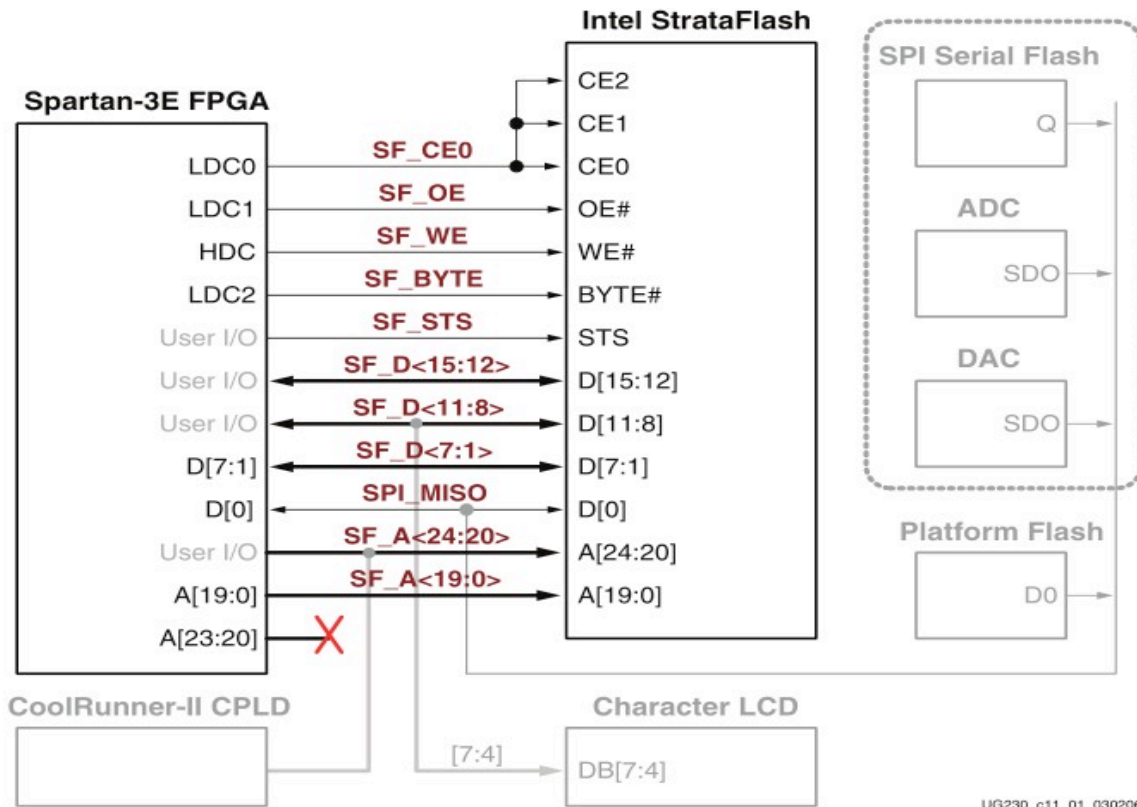 Intel StrataFlash
Spartan-3E FPGA
LDC0
LDC1
HDC
LDC2
User I/O
User I/O
User I/O
D[7:1]
D[0]
User I/O
A[19:0]
A[23:20]
SF_CE0
SF_OE
SF_WE
SF_BYTE
SF_STS
SF_D<15:12>
SF_D<11:8>
SF_D<7:1>
SPI_MISO
SF_A<24:20>
SF_A<19:0>
CE2
CE1
CE0
OE#
WE#
BYTE#
STS
D[15:12]
D[11:8]
D[7:1]
D[0]
A[24:20]
A[19:0]
SPI Serial Flash
Q
ADC
SDO
DAC
SDO
Platform Flash
D0
CoolRunner-II CPLD
Character LCD
[7:4]
DB[7:4]
UG230_c11_01_030206